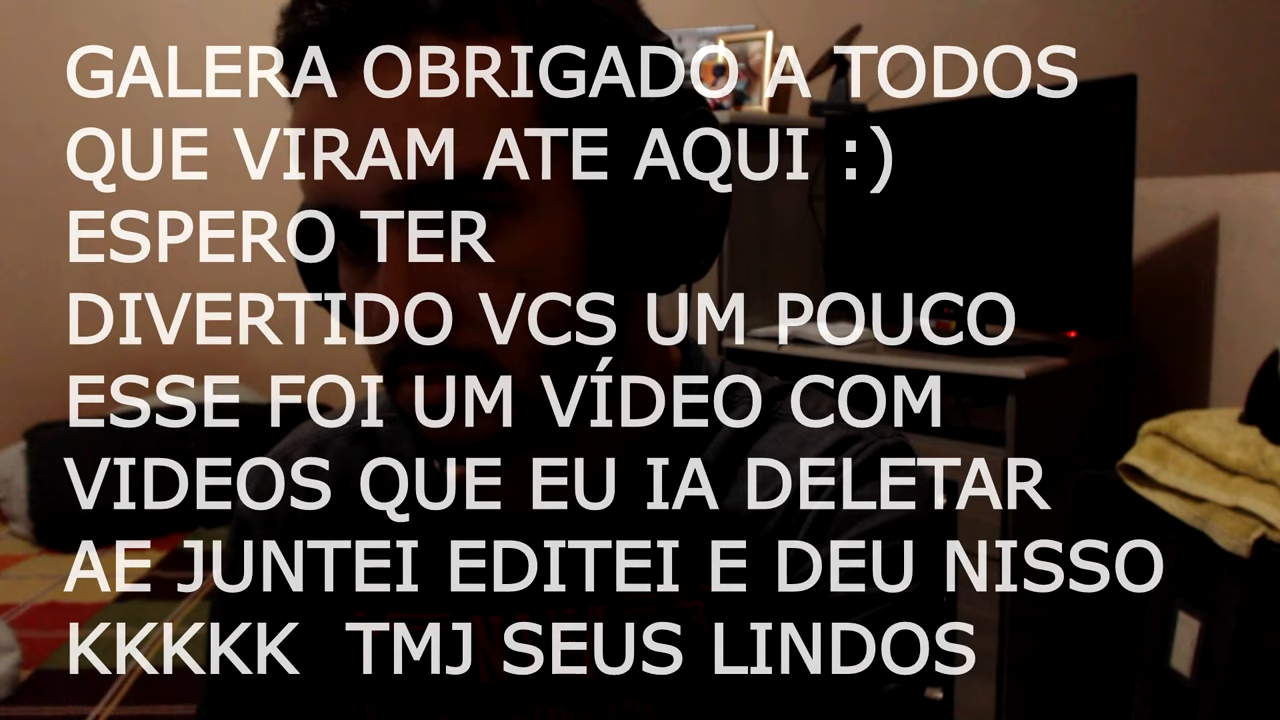 GALERA OBRIGADO A TODOS
QUE VIRAM ATE AQUI :)
ESPERO TER
DIVERTIDO VCS UM POUCO
ESSE FOI UM VÍDEO COM
VIDEOS QUE EU IA DELETAR
AE JUNTEI EDITEI E DEU NISSO
KKKKK  TMJ SEUS LINDOS